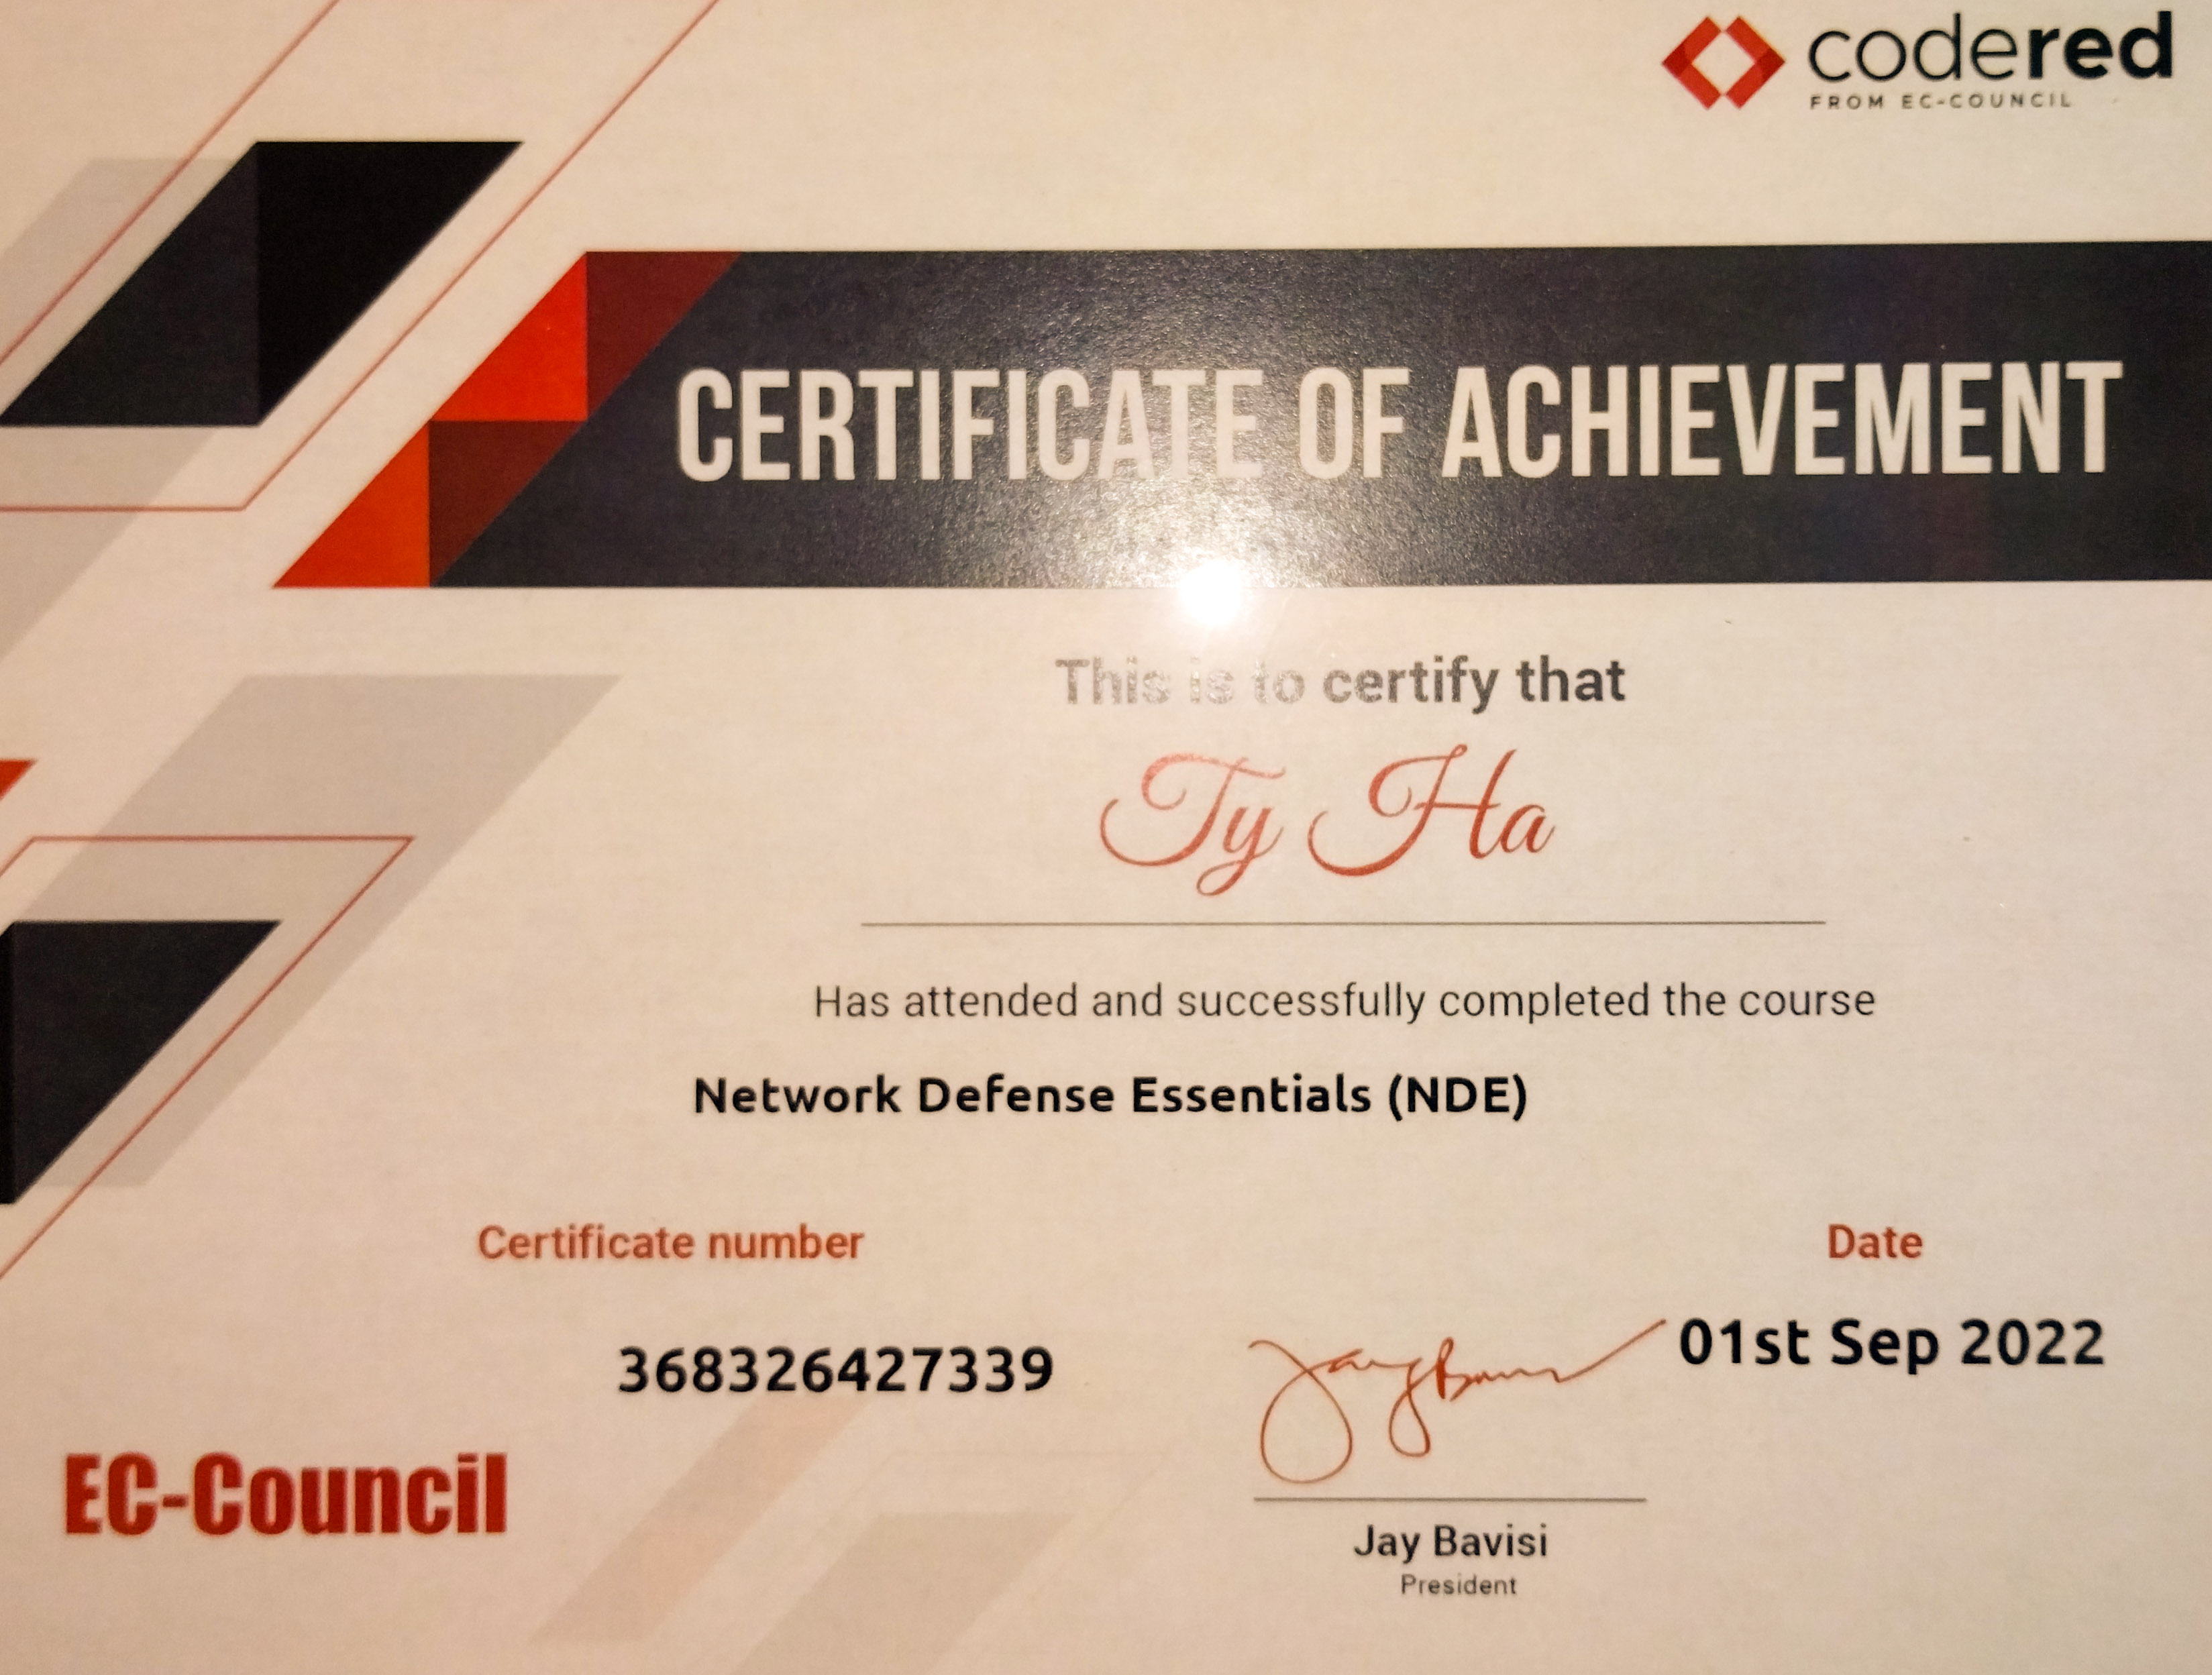 codered
FROM EC-COUNCIL
CERTIFICATE OF ACHIEVEMENT
This is to certify that
Ty Ha
Has attended and successfully completed the course
Network Defense Essentials (NDE)
Certificate number
Date
368326427339
01st Sep 2022
EC-Council
Jay Bavisi
President